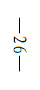 — 26 —